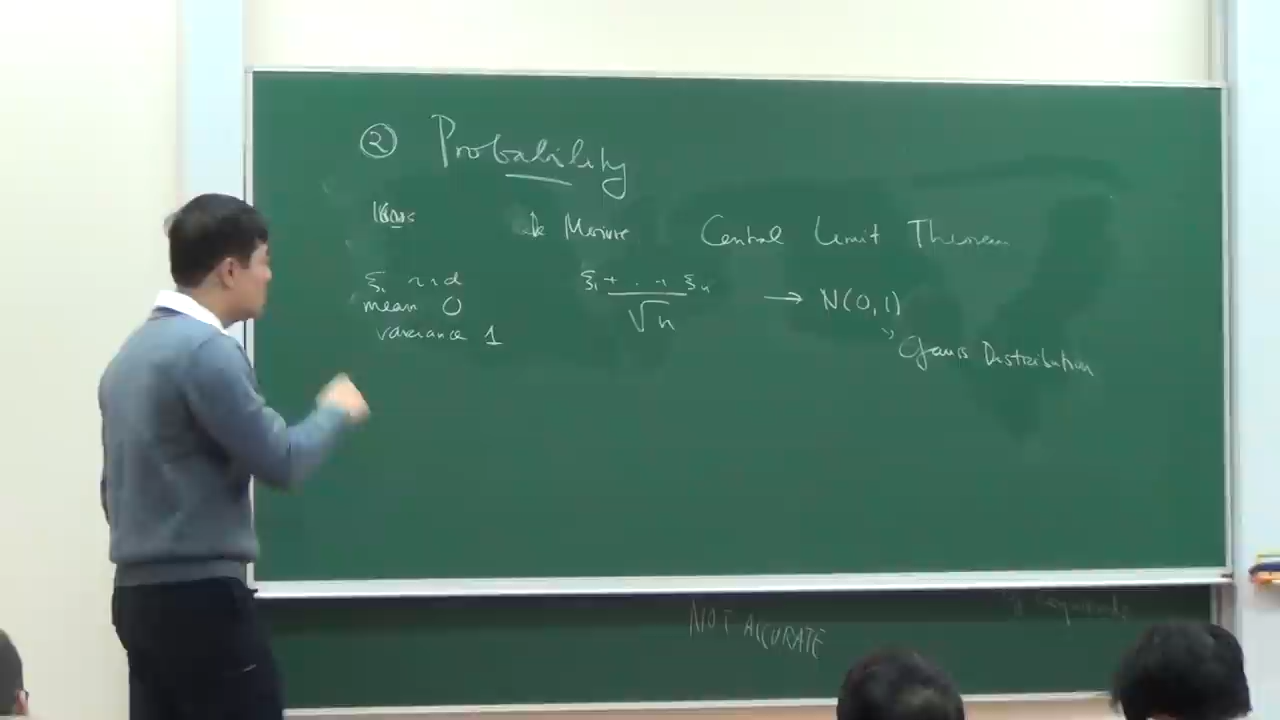 ② Probability
de Moivre Central Limit Theorem
ξ₁ + ... + ξₙ / √n → N(0,1)
ξᵢ iid
mean 0
variance 1
Gauss Distribution
NOT ACCURATE